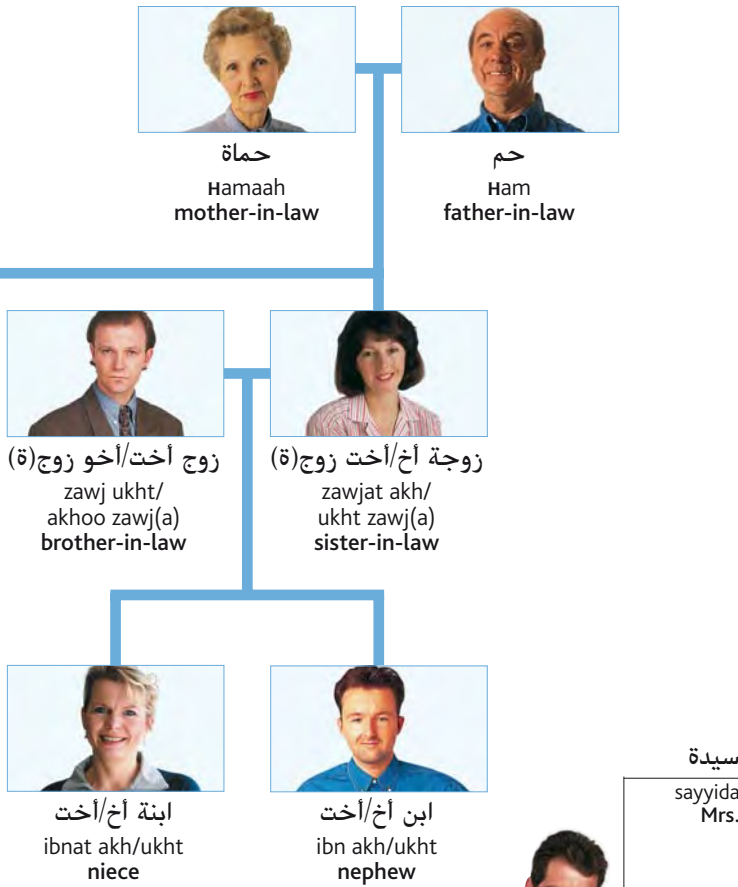 حماة
Hamaah
mother-in-law
حم
Ham
father-in-law
زوج أخت/أخو زوج(ة)
zawj ukht/
akhoo zawj(a)
brother-in-law
زوجة أخ/أخت زوج(ة)
zawjat akh/
ukht zawj(a)
sister-in-law
ابنة أخ/أخت
ibnat akh/ukht
niece
ابن أخ/أخت
ibn akh/ukht
nephew
سيدة
sayyida
Mrs.